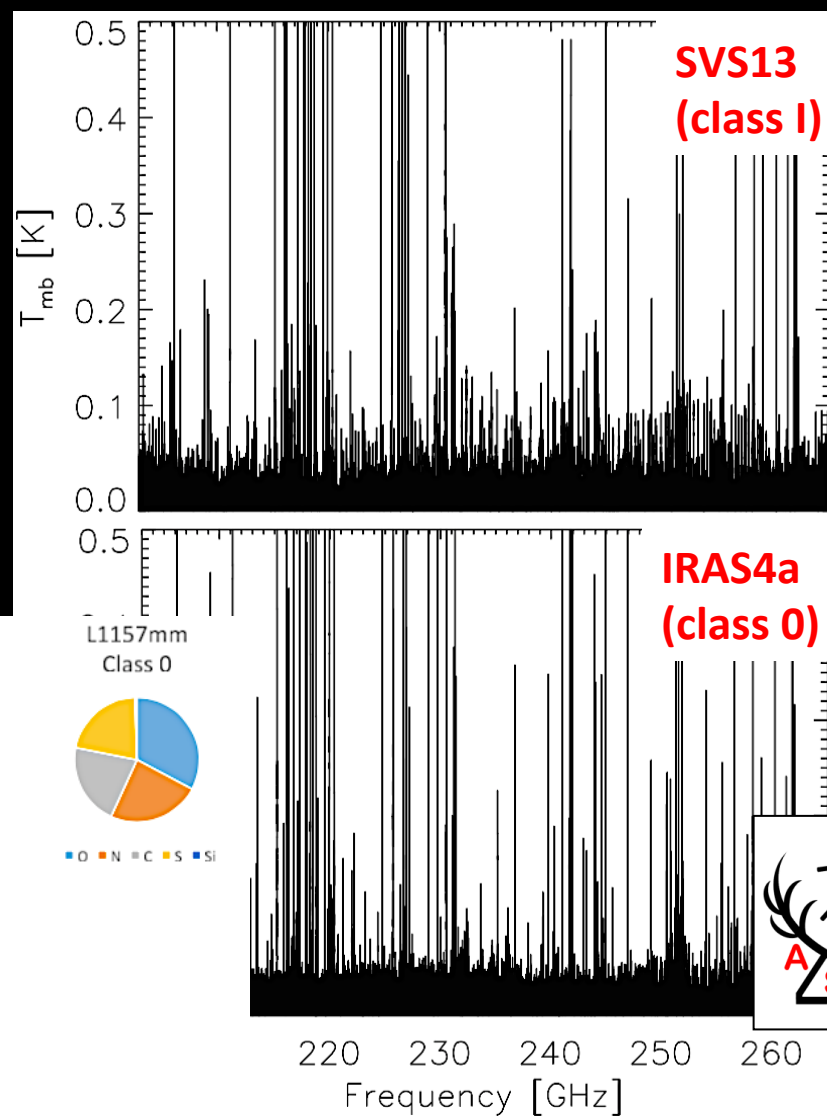 0.5
0.4
0.3
0.2
0.1
0.0
Tmb [K]
SVS13
(class I)
0.5
IRAS4a
(class 0)
L1157mm
Class 0
O N C S Si
A
220 230 240 250 260
Frequency [GHz]